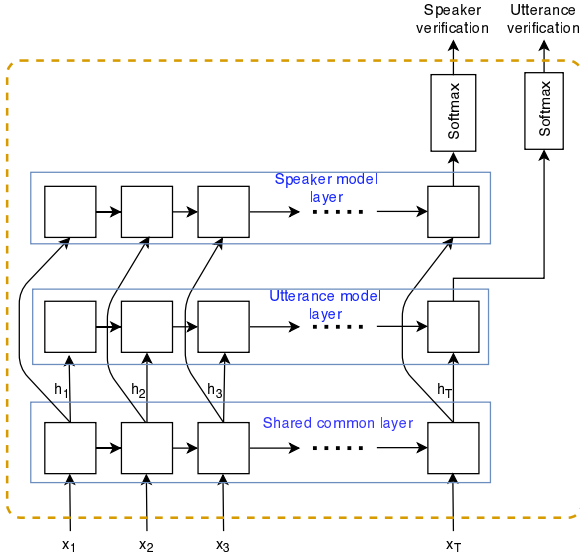 Speaker
verification
Utterance
verification
Softmax
Softmax
Speaker model
layer
Utterance model
layer
h1
h2
h3
hT
Shared common layer
x1
x2
x3
xT